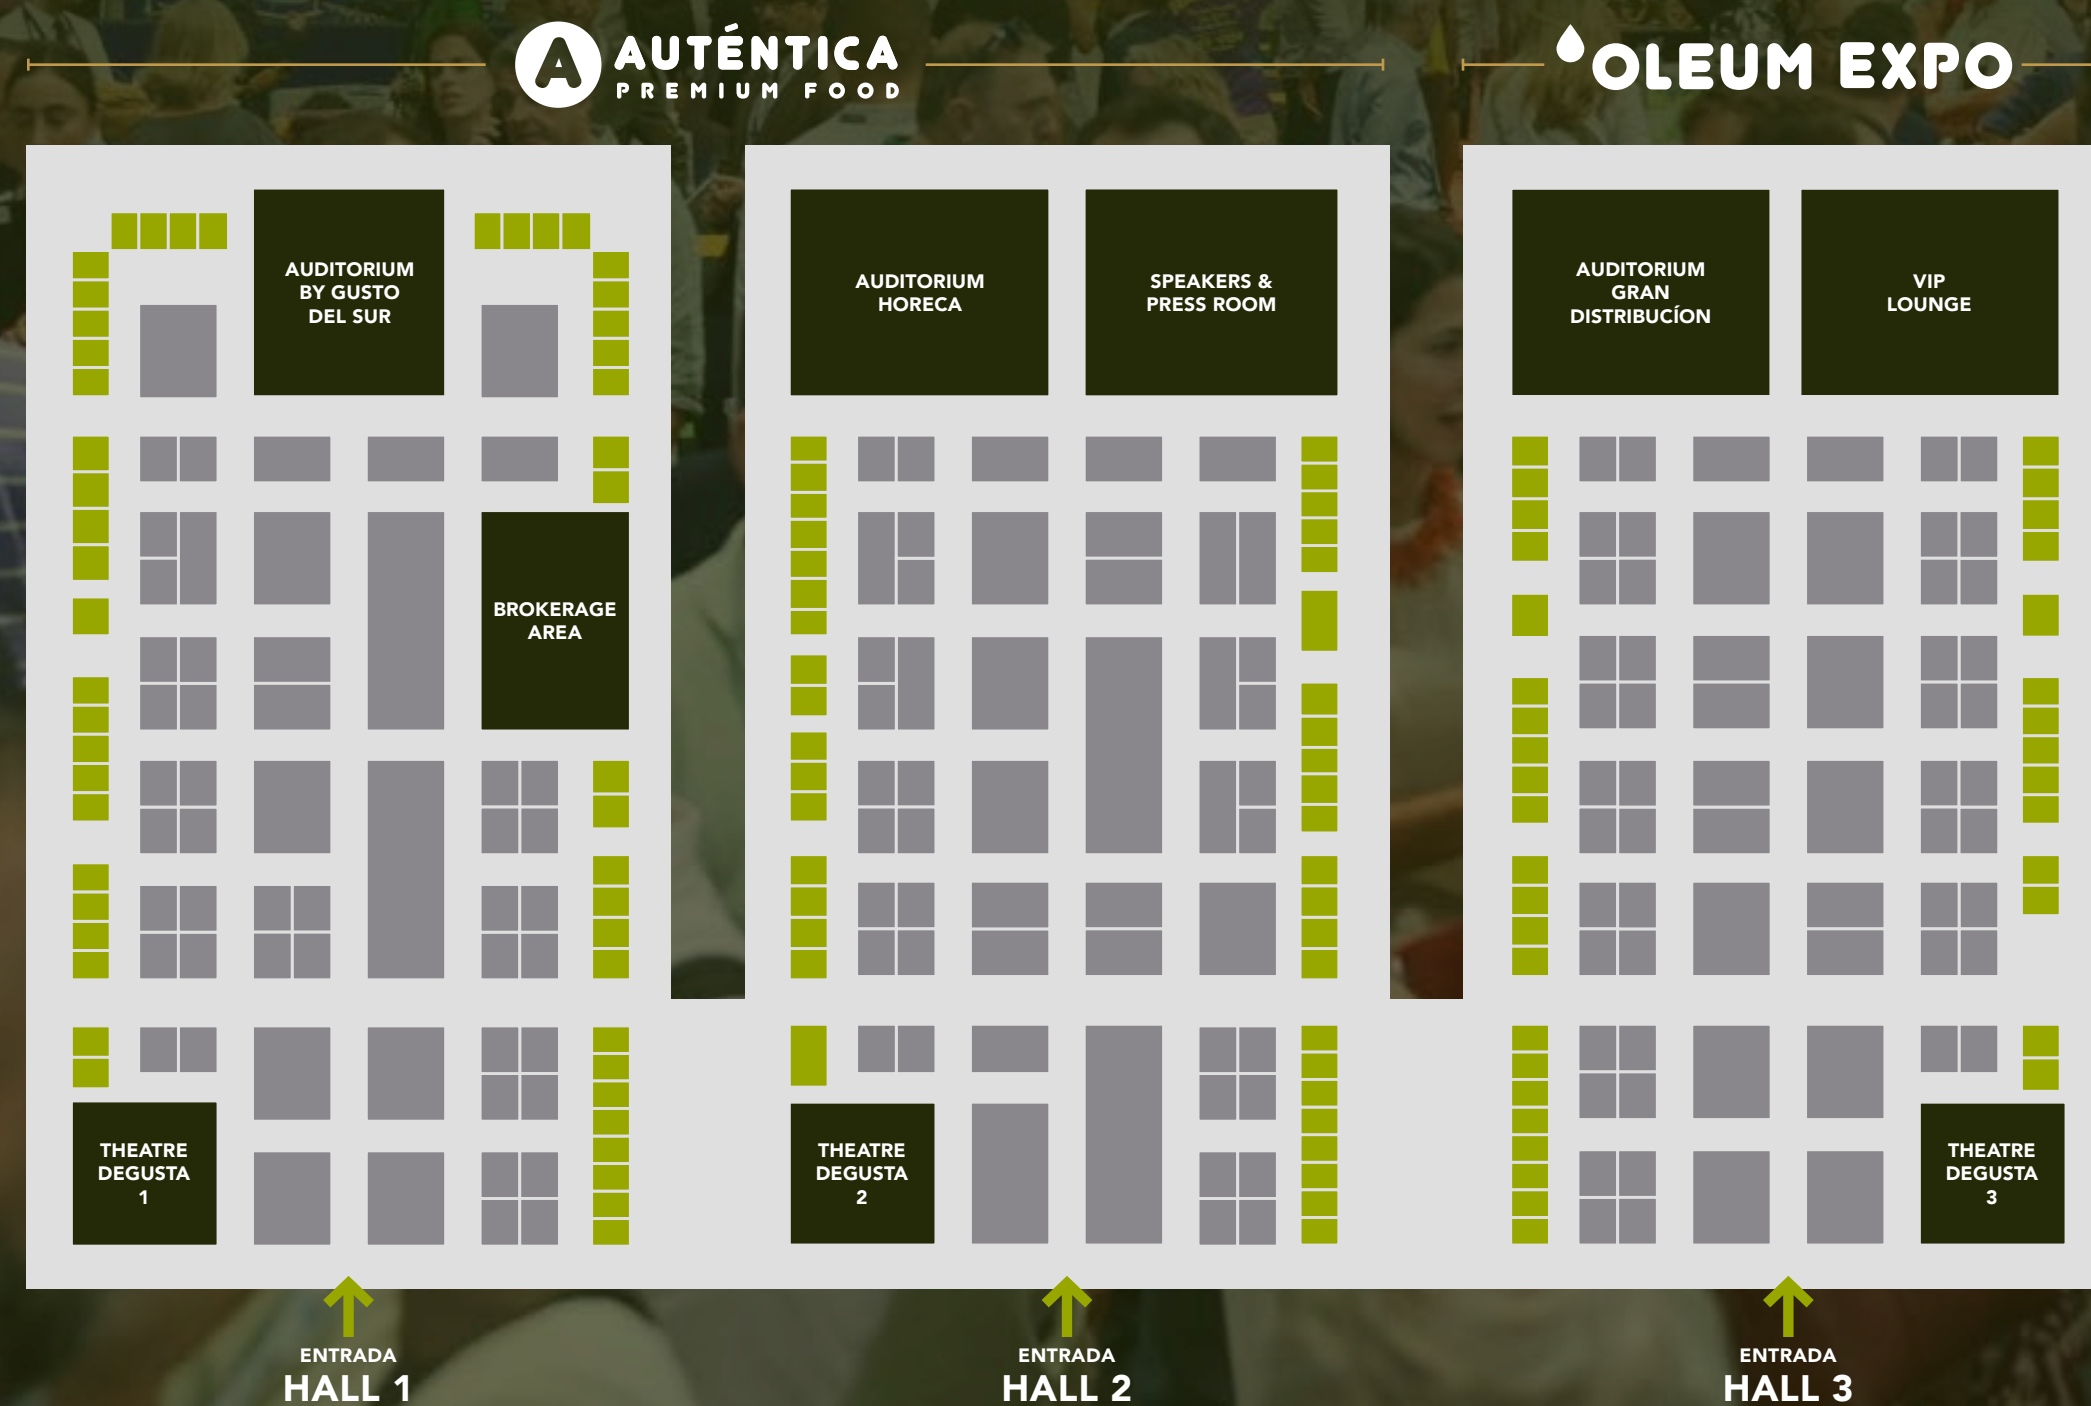 AUTÉNTICA
PREMIUM FOOD
OLEUM EXPO
AUDITORIUM
BY GUSTO
DEL SUR
AUDITORIUM
HORECA
SPEAKERS &
PRESS ROOM
AUDITORIUM
GRAN
DISTRIBUCÍON
VIP
LOUNGE
BROKERAGE
AREA
THEATRE
DEGUSTA
1
THEATRE
DEGUSTA
2
THEATRE
DEGUSTA
3
ENTRADA
HALL 1
ENTRADA
HALL 2
ENTRADA
HALL 3